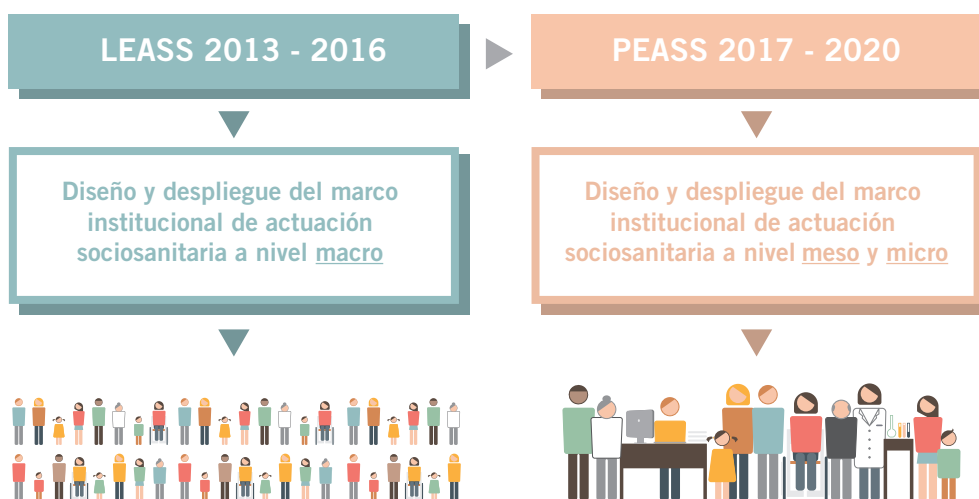 LEASS 2013 - 2016
Diseño y despliegue del marco
institucional de actuación
sociosanitaria a nivel macro
PEASS 2017 - 2020
Diseño y despliegue del marco
institucional de actuación
sociosanitaria a nivel meso y micro